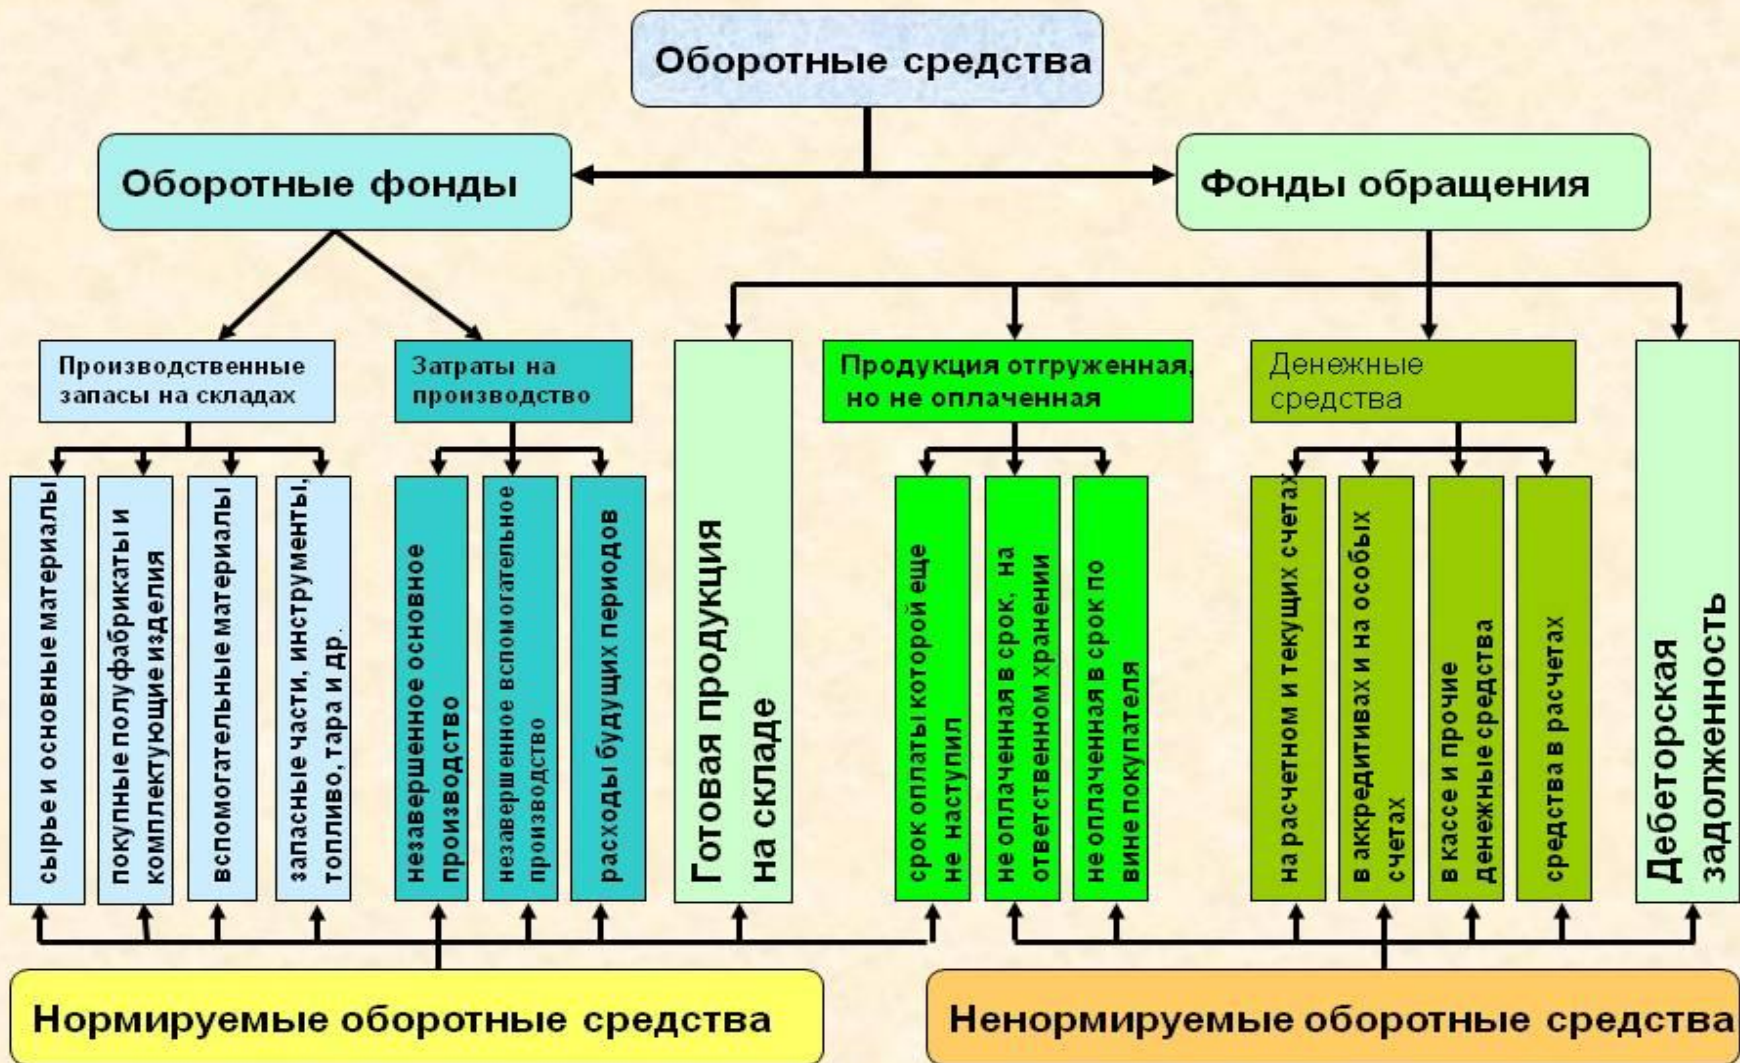 Оборотные средства
Оборотные фонды
Фонды обращения
Производственные
запасы на складах
Затраты на
производство
Продукция отгруженная,
но не оплаченная
Денежные
средства
сырье и основные материалы
покупные полуфабрикаты и
комплектующие изделия
вспомогательные материалы
запасные части, инструменты,
топливо, тара и др.
незавершенное основное
производство
незавершенное вспомогательное
производство
расходы будущих периодов
Готовая продукция
на складе
срок оплаты которой еще
не наступил
не оплаченная в срок, на
ответственном хранении
не оплаченная в срок по
вине покупателя
на расчетном и текущих счетах
в аккредитивах и на особых
счетах
в кассе и прочие
денежные средства
средства в расчетах
Дебеторская
задолженность
Нормируемые оборотные средства
Ненормируемые оборотные средства